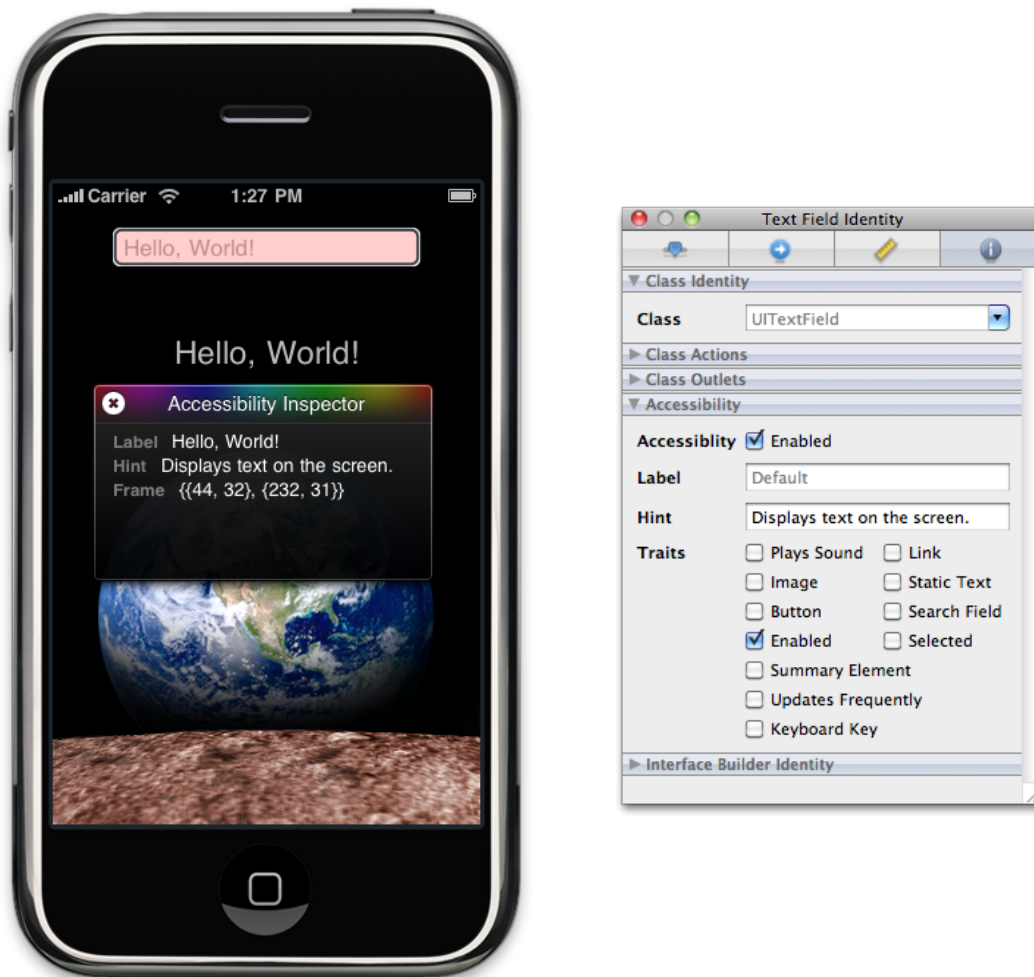 Carrier 1:27 PM
Hello, World!
Hello, World!
Accessibility Inspector
Label Hello, World!
Hint Displays text on the screen.
Frame {{44, 32}, {232, 31}}
Text Field Identity
Class Identity
Class UITextField
Class Actions
Class Outlets
Accessibility
Accessiblity Enabled
Label Default
Hint Displays text on the screen.
Traits Plays Sound Link
Image Static Text
Button Search Field
Enabled Selected
Summary Element
Updates Frequently
Keyboard Key
Interface Builder Identity